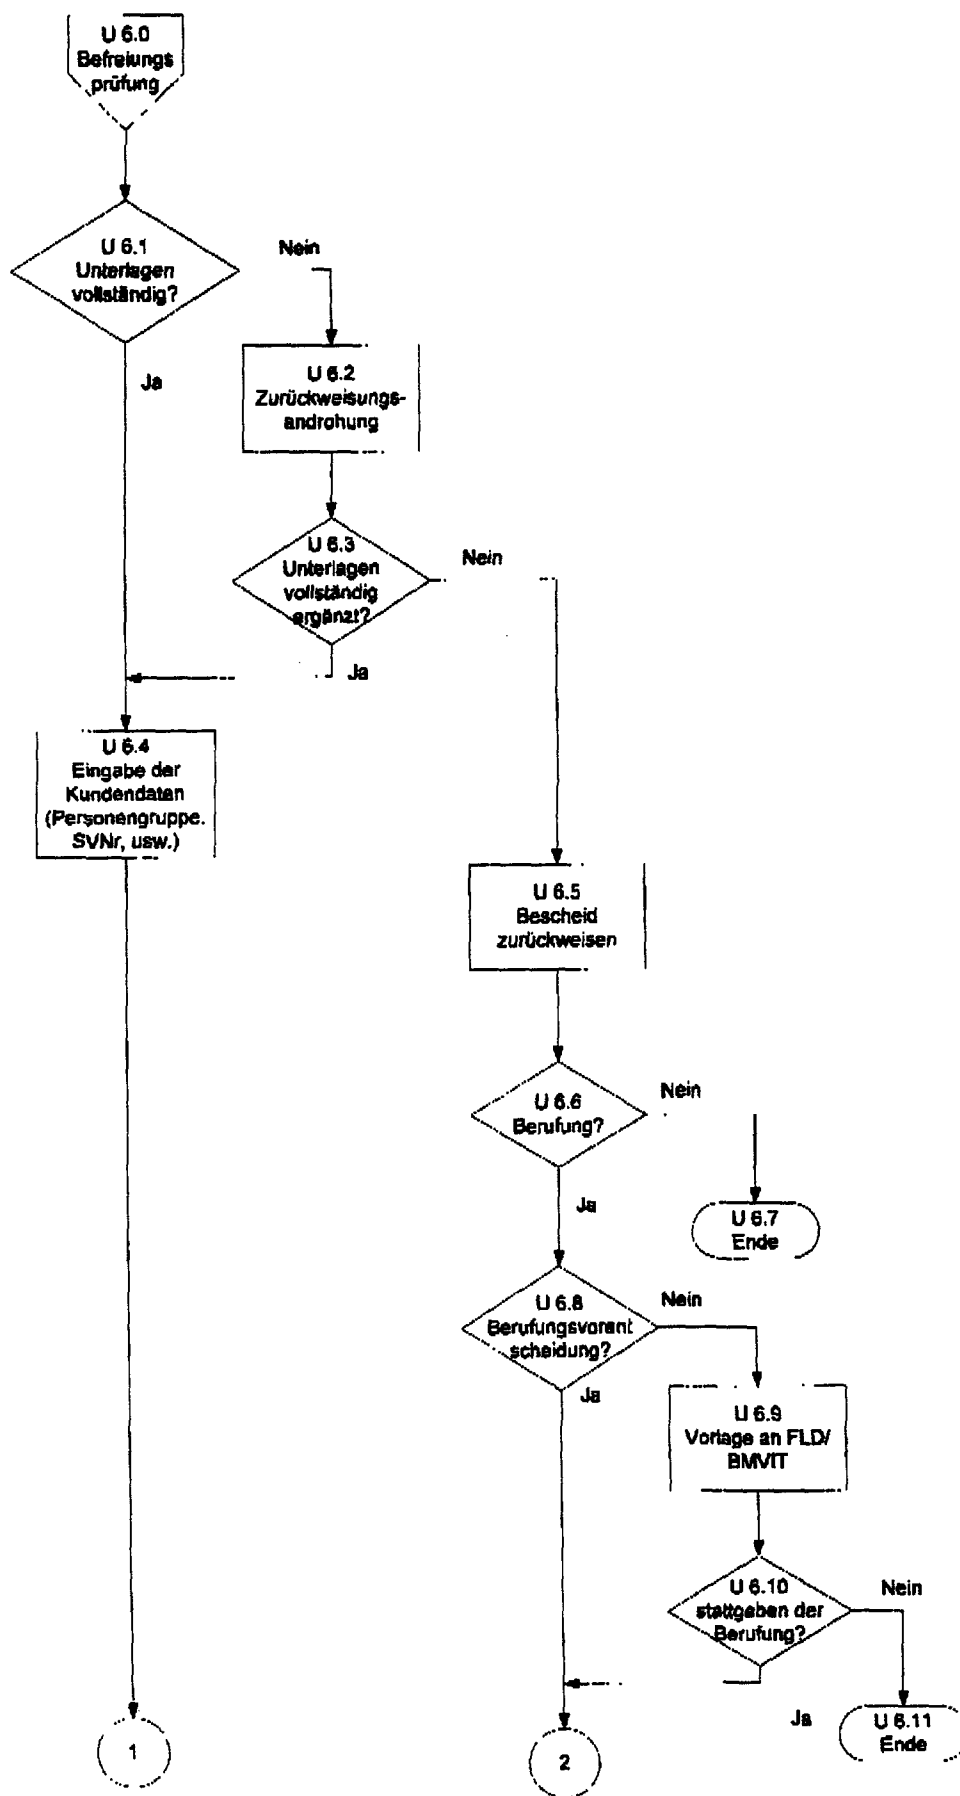 U 6.0
Befreiungs
prüfung
U 6.1
Unterlagen
vollständig?
Nein
Ja
U 6.2
Zurückweisungs-
androhung
U 6.3
Unterlagen
vollständig
ergänzt?
Nein
Ja
U 6.4
Eingabe der
Kundendaten
(Personengruppe.
SVNr, usw.)
U 6.5
Bescheid
zurückweisen
U 6.6
Berufung?
Nein
Ja
U 6.7
Ende
U 6.8
Berufungsvorent
scheidung?
Nein
Ja
U 6.9
Vorlage an FLD/
BMVIT
U 6.10
stattgeben der
Berufung?
Nein
Ja
U 6.11
Ende
1
2